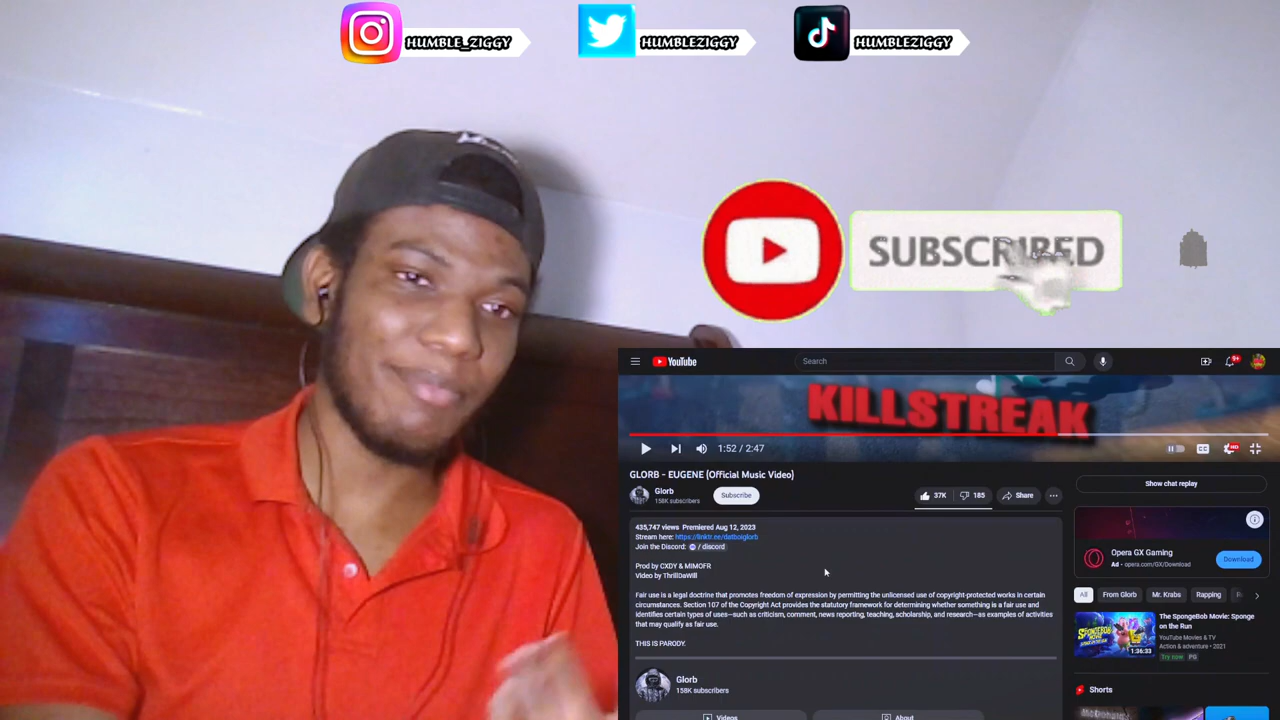 HUMBLE_ZIGGY
HUMBLEZIGGY
HUMBLEZIGGY
SUBSCRIBED
YouTube
Search
9+
KILLSTREAK
1:52 / 2:47
HD
GLORB - EUGENE (Official Music Video)
Glorb
158K subscribers
Subscribe
37K
185
Share
Show chat replay
435,747 views Premiered Aug 12, 2023
Stream here: https://linktr.ee/datboiglorb
Join the Discord: / discord
Prod by CXDY & MIMOFR
Video by ThrillDaWill
Fair use is a legal doctrine that promotes freedom of expression by permitting the unlicensed use of copyright-protected works in certain
circumstances. Section 107 of the Copyright Act provides the statutory framework for determining whether something is a fair use and
identifies certain types of uses—such as criticism, comment, news reporting, teaching, scholarship, and research—as examples of activities
that may qualify as fair use.
THIS IS PARODY.
Glorb
158K subscribers
Videos
About
Opera GX Gaming
Ad • opera.com/GX/Download
Download
All
From Glorb
Mr. Krabs
Rapping
The SpongeBob Movie: Sponge
on the Run
YouTube Movies & TV
Action & adventure • 2021
Try now
PG
1:36:33
Shorts